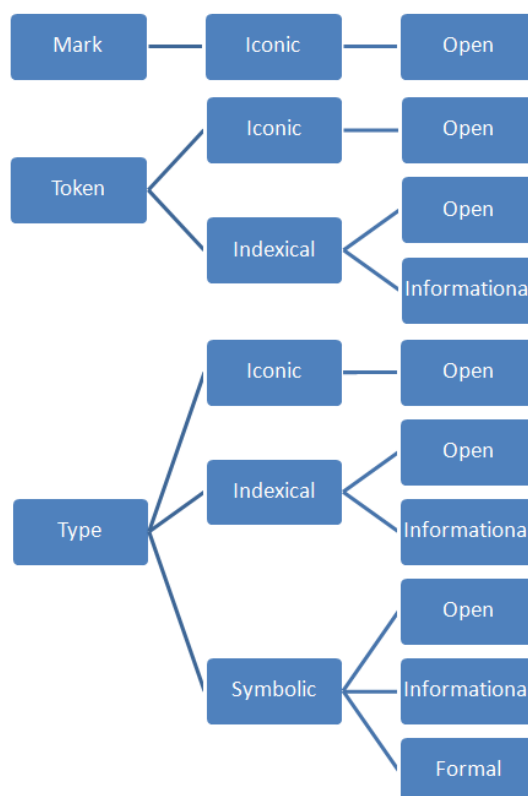 Mark
Iconic
Open
Token
Iconic
Open
Indexical
Open
Informationa
Type
Iconic
Open
Indexical
Open
Informationa
Symbolic
Open
Informationa
Formal